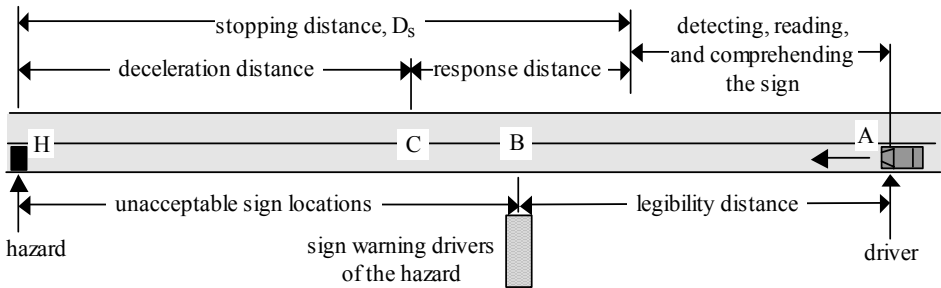 stopping distance, Ds
detecting, reading,
and comprehending
the sign
deceleration distance
response distance
H
C
B
A
unacceptable sign locations
legibility distance
hazard
sign warning drivers
of the hazard
driver